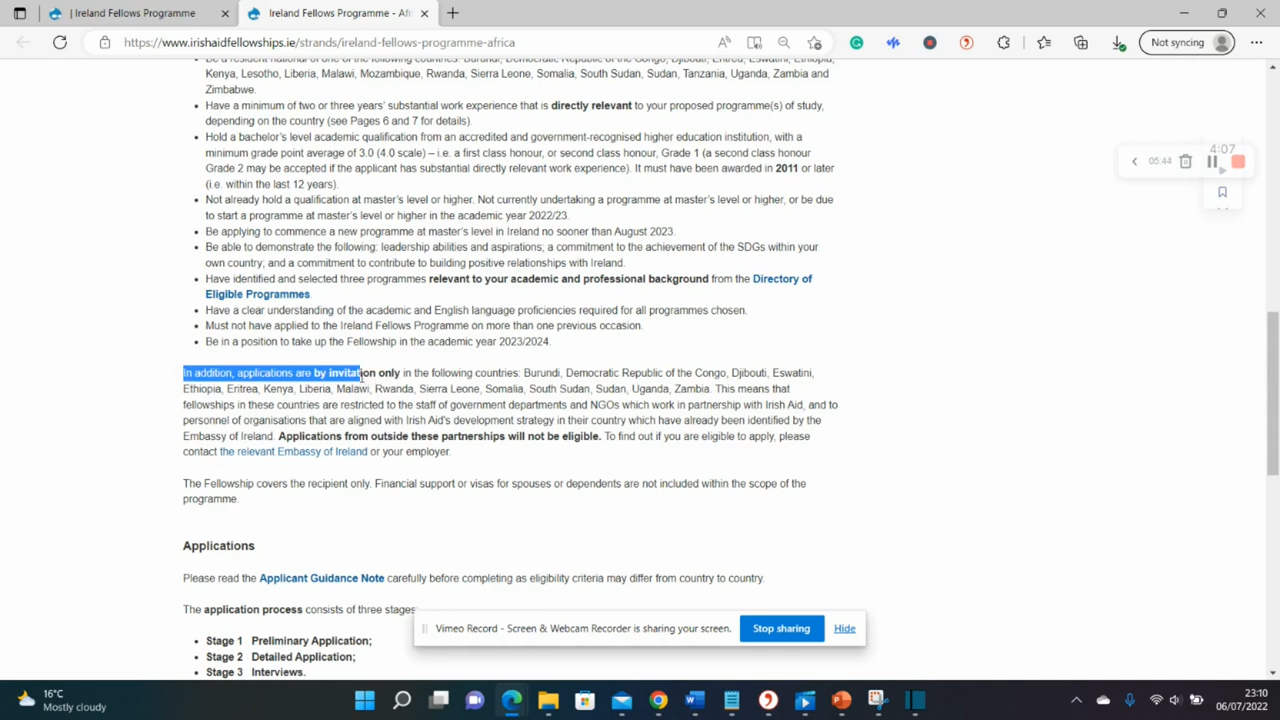 | Ireland Fellows Programme
Ireland Fellows Programme - Afri
https://www.irishaidfellowships.ie/strands/ireland-fellows-programme-africa
Not syncing
Be a resident national of one of the following countries: Burundi, Democratic Republic of the Congo, Djibouti, Eritrea, Eswatini, Ethiopia,
Kenya, Lesotho, Liberia, Malawi, Mozambique, Rwanda, Sierra Leone, Somalia, South Sudan, Sudan, Tanzania, Uganda, Zambia and
Zimbabwe.
Have a minimum of two or three years' substantial work experience that is directly relevant to your proposed programme(s) of study,
depending on the country (see Pages 6 and 7 for details).
Hold a bachelor's level academic qualification from an accredited and government-recognised higher education institution, with a
minimum grade point average of 3.0 (4.0 scale) – i.e. a first class honour, or second class honour, Grade 1 (a second class honour
Grade 2 may be accepted if the applicant has substantial directly relevant work experience). It must have been awarded in 2011 or later
(i.e. within the last 12 years).
Not already hold a qualification at master's level or higher. Not currently undertaking a programme at master's level or higher, or be due
to start a programme at master's level or higher in the academic year 2022/23.
Be applying to commence a new programme at master's level in Ireland no sooner than August 2023.
Be able to demonstrate the following: leadership abilities and aspirations; a commitment to the achievement of the SDGs within your
own country; and a commitment to contribute to building positive relationships with Ireland.
Have identified and selected three programmes relevant to your academic and professional background from the Directory of
Eligible Programmes.
Have a clear understanding of the academic and English language proficiencies required for all programmes chosen.
Must not have applied to the Ireland Fellows Programme on more than one previous occasion.
Be in a position to take up the Fellowship in the academic year 2023/2024.
In addition, applications are by invitation only in the following countries: Burundi, Democratic Republic of the Congo, Djibouti, Eswatini,
Ethiopia, Eritrea, Kenya, Liberia, Malawi, Rwanda, Sierra Leone, Somalia, South Sudan, Sudan, Uganda, Zambia. This means that
fellowships in these countries are restricted to the staff of government departments and NGOs which work in partnership with Irish Aid, and to
personnel of organisations that are aligned with Irish Aid's development strategy in their country which have already been identified by the
Embassy of Ireland. Applications from outside these partnerships will not be eligible. To find out if you are eligible to apply, please
contact the relevant Embassy of Ireland or your employer.
The Fellowship covers the recipient only. Financial support or visas for spouses or dependents are not included within the scope of the
programme.
Applications
Please read the Applicant Guidance Note carefully before completing as eligibility criteria may differ from country to country.
The application process consists of three stages:
Stage 1 Preliminary Application;
Stage 2 Detailed Application;
Stage 3 Interviews.
4:07
05:44
Vimeo Record - Screen & Webcam Recorder is sharing your screen.
Stop sharing
Hide
16°C
Mostly cloudy
23:10
06/07/2022